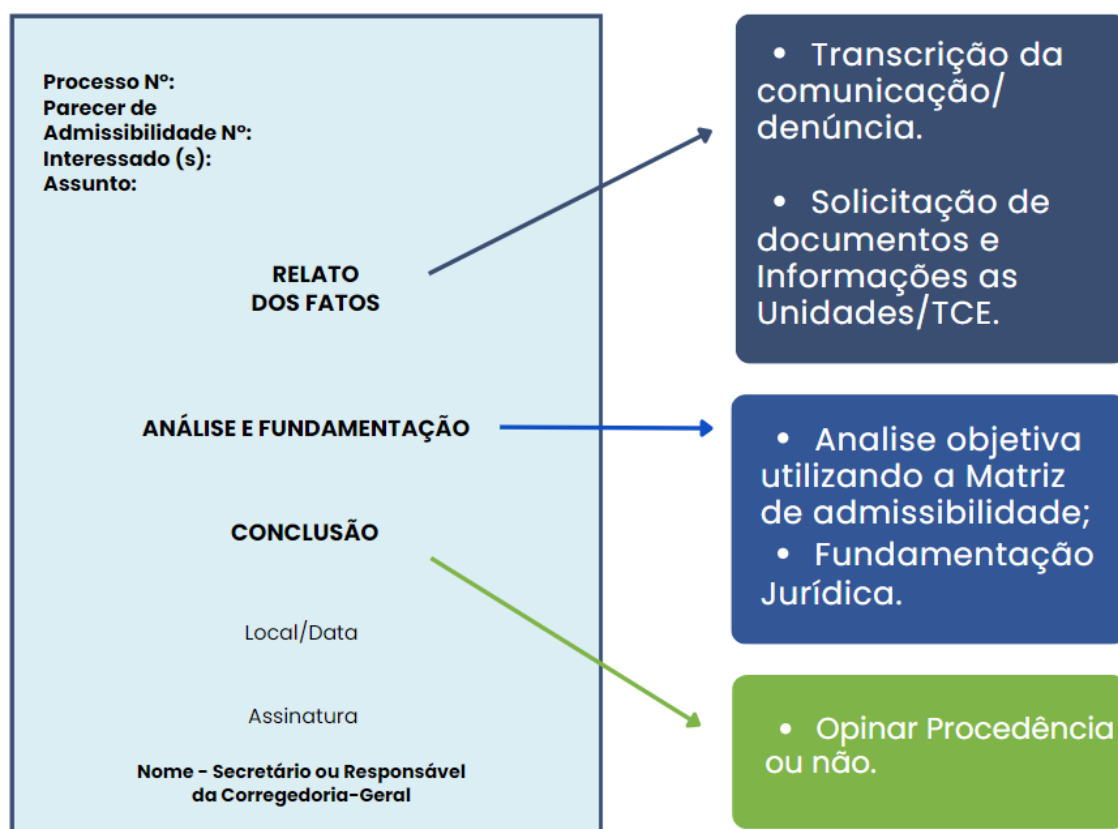 Processo Nº:
Parecer de
Admissibilidade Nº:
Interessado (s):
Assunto:
RELATO
DOS FATOS
ANÁLISE E FUNDAMENTAÇÃO
CONCLUSÃO
Local/Data
Assinatura
Nome - Secretário ou Responsável
da Corregedoria-Geral
• Transcrição da
comunicação/
denúncia.
• Solicitação de
documentos e
Informações as
Unidades/TCE.
• Analise objetiva
utilizando a Matriz
de admissibilidade;
• Fundamentação
Jurídica.
• Opinar Procedência
ou não.